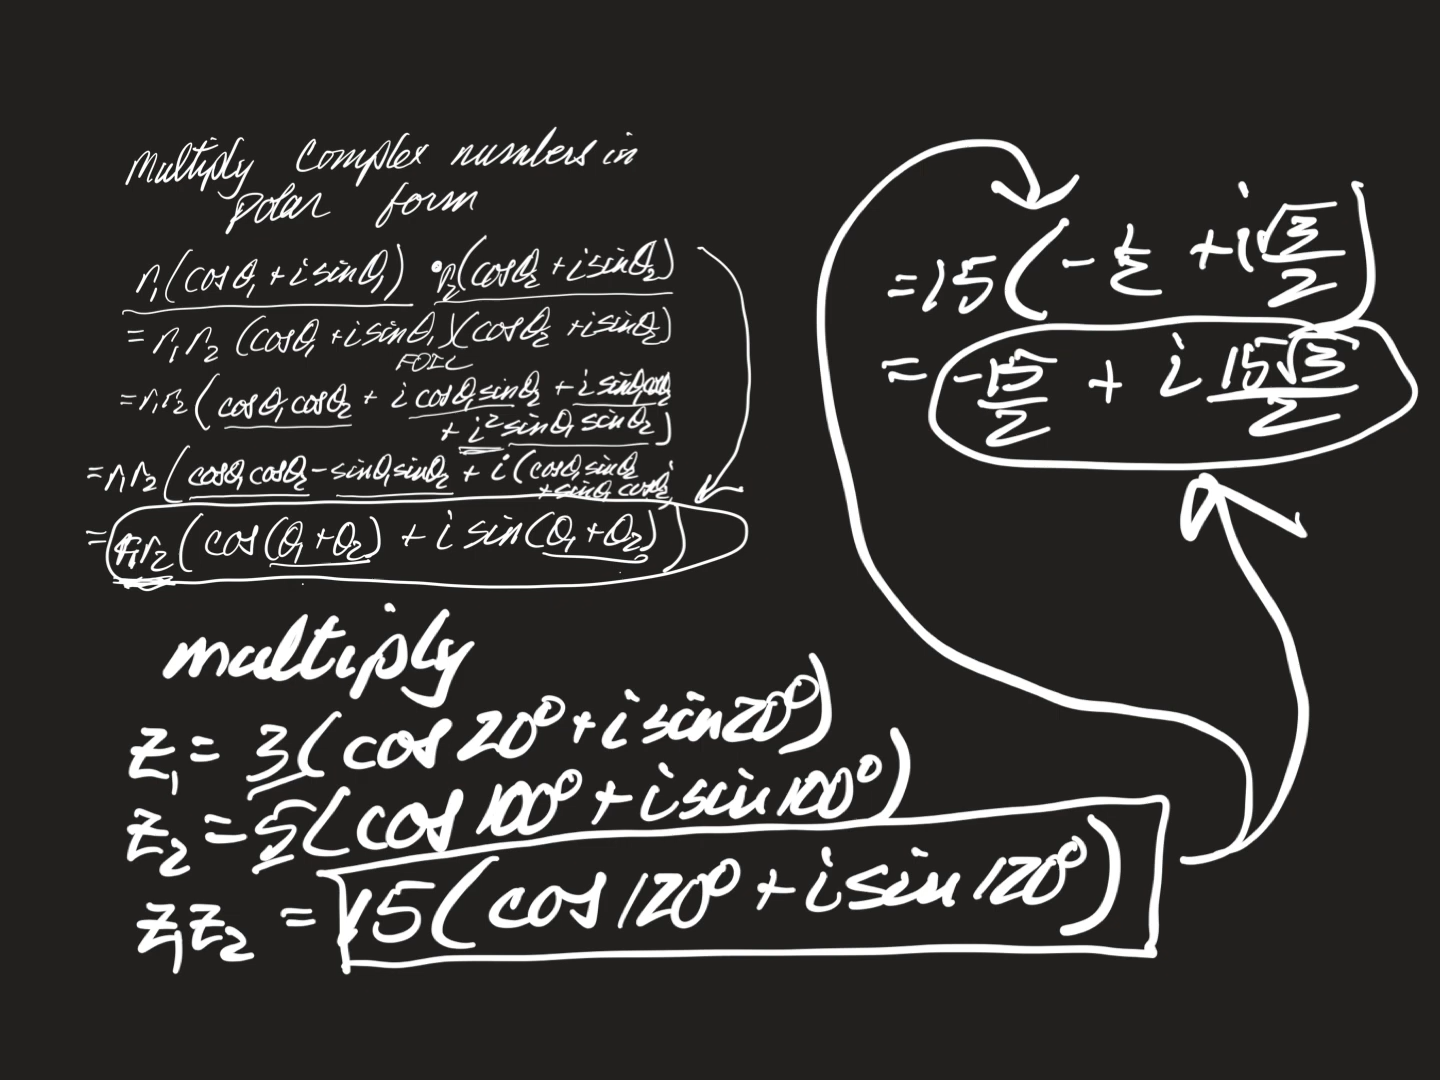 Multiply complex numbers in
polar form
r₁(cosθ₁ + i sinθ₁) • r₂(cosθ₂ + i sinθ₂)
= r₁r₂ (cosθ₁ + i sinθ₁)(cosθ₂ + i sinθ₂)
FOIL
= r₁r₂ (cosθ₁cosθ₂ + i cosθ₁sinθ₂ + i sinθ₁cosθ₂
+ i² sinθ₁ sinθ₂)
= r₁r₂ (cosθ₁cosθ₂ - sinθ₁sinθ₂ + i (cosθ₁sinθ₂
+ sinθ₁cosθ₂)
= r₁r₂ (cos(θ₁+θ₂) + i sin(θ₁+θ₂))
multiply
z₁ = 3(cos 20° + i sin 20°)
z₂ = 5(cos 100° + i sin 100°)
z₁z₂ = 15(cos 120° + i sin 120°)
= 15(-½ + i √3/2)
= -15/2 + i 15√3/2